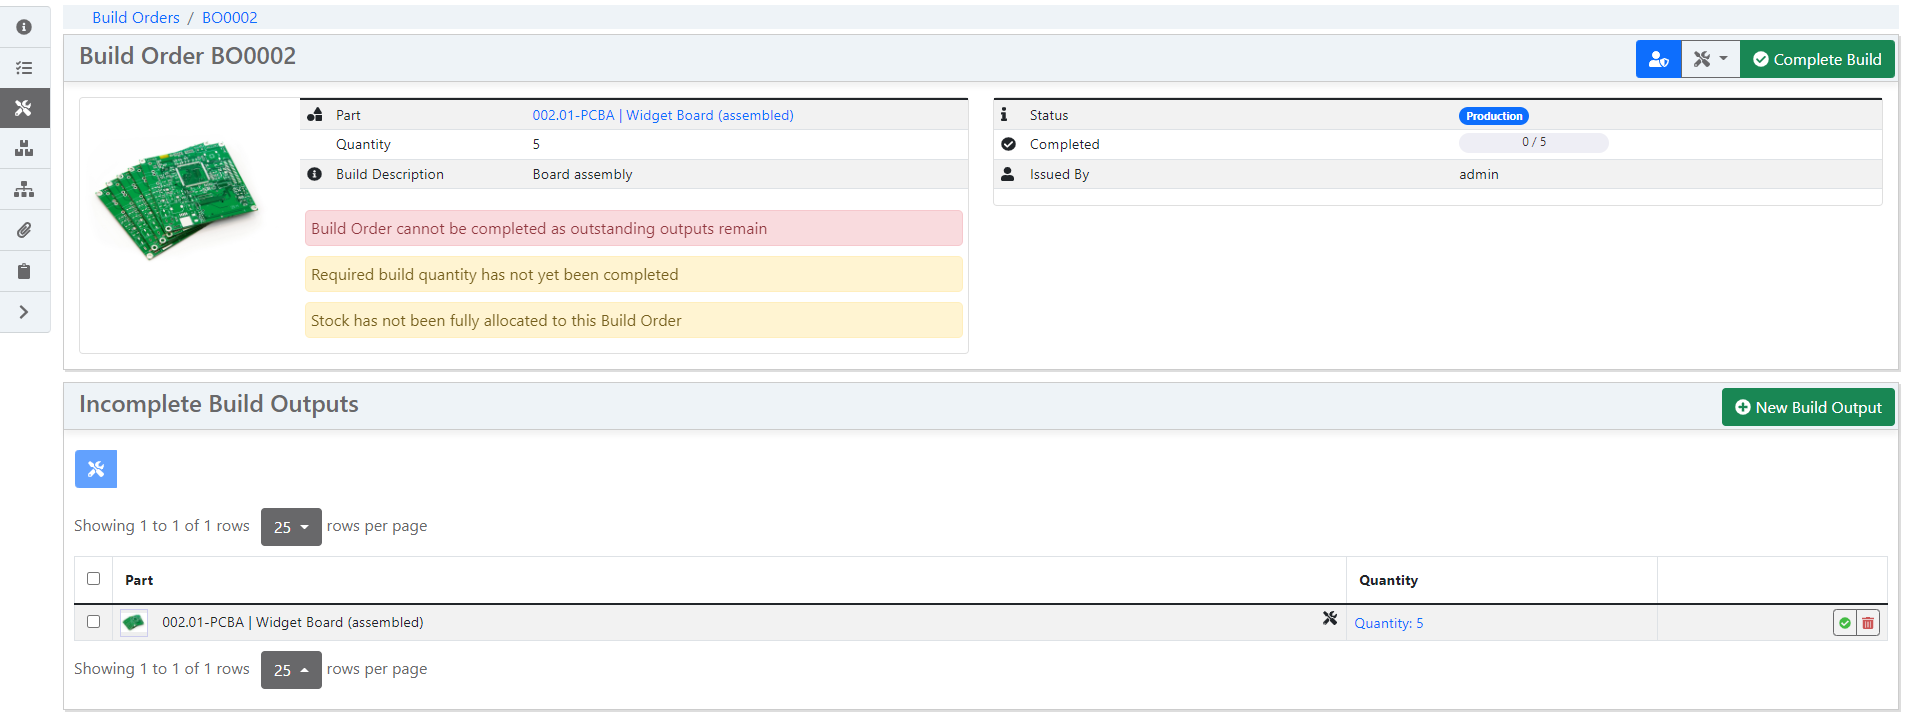 Build Orders / BO0002
Build Order BO0002
Complete Build
Part 002.01-PCBA | Widget Board (assembled)
Quantity 5
Build Description Board assembly
Build Order cannot be completed as outstanding outputs remain
Required build quantity has not yet been completed
Stock has not been fully allocated to this Build Order
Status Production
Completed 0 / 5
Issued By admin
Incomplete Build Outputs
New Build Output
Showing 1 to 1 of 1 rows 25 rows per page
Part Quantity
002.01-PCBA | Widget Board (assembled) Quantity: 5
Showing 1 to 1 of 1 rows 25 rows per page